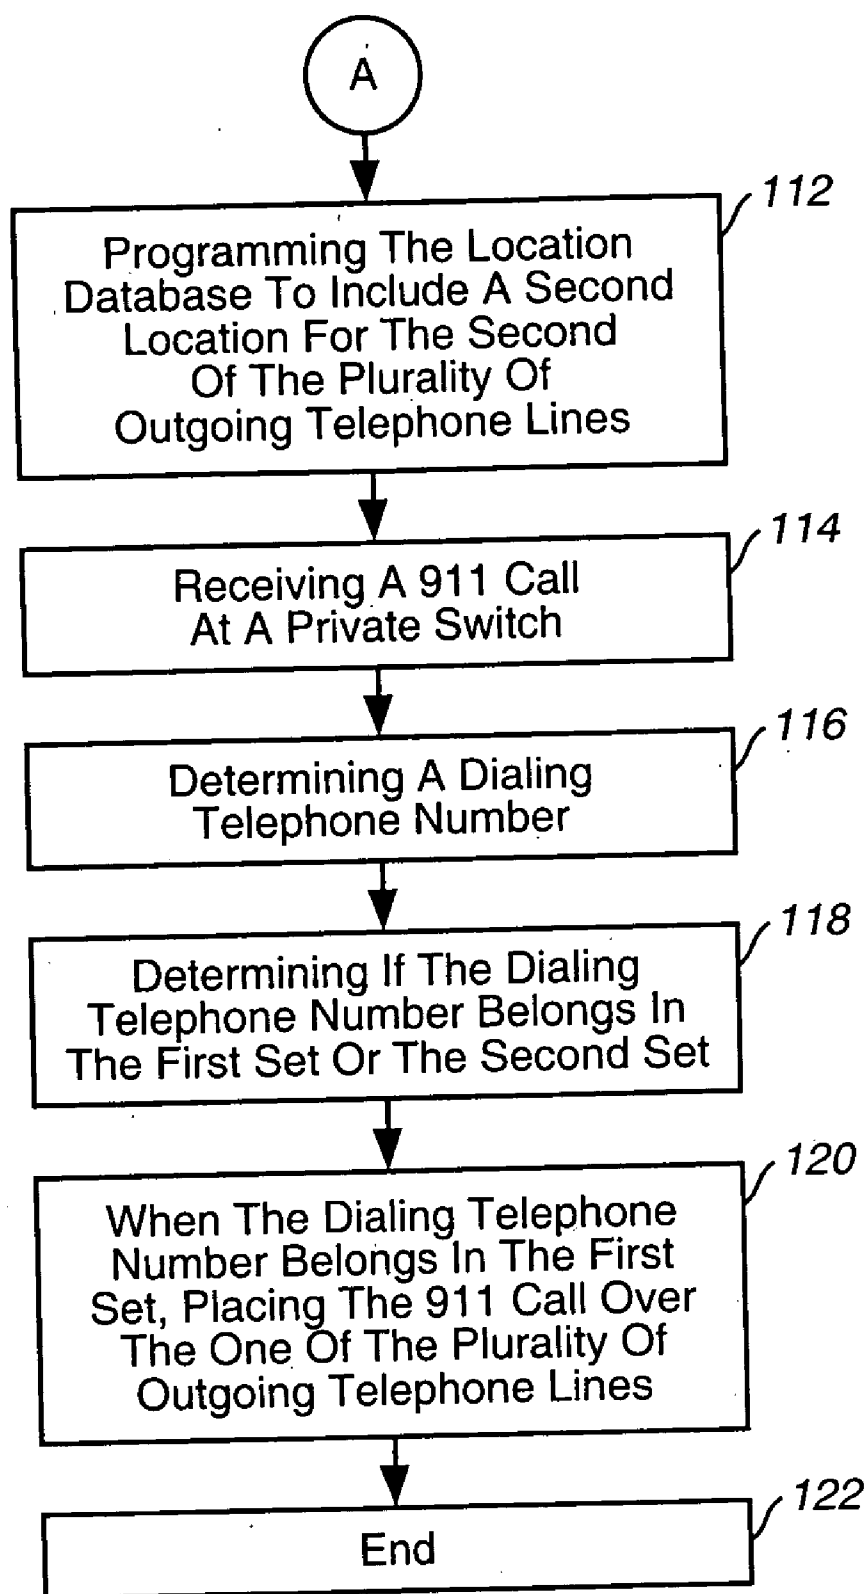 A
112
Programming The Location
Database To Include A Second
Location For The Second
Of The Plurality Of
Outgoing Telephone Lines
114
Receiving A 911 Call
At A Private Switch
116
Determining A Dialing
Telephone Number
118
Determining If The Dialing
Telephone Number Belongs In
The First Set Or The Second Set
120
When The Dialing Telephone
Number Belongs In The First
Set, Placing The 911 Call Over
The One Of The Plurality Of
Outgoing Telephone Lines
122
End